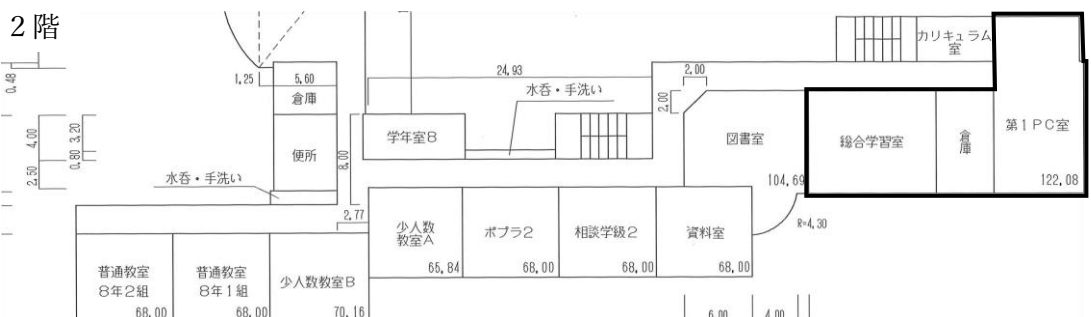 ２階
カリキュラム
室
1,25
5.60
24,93
2,00
0.48
倉庫
水呑・手洗い
2,00
学年室Ｂ
図書室
総合学習室
倉庫
第１ＰＣ室
4,00
3,20
0.80
2,50
便所
8,00
水呑・手洗い
104,69
122,08
2,77
少人数
教室Ａ
ポプラ２
相談学級２
資料室
R=4,30
65,84
68,00
68,00
68,00
普通教室
８年２組
普通教室
８年１組
少人数教室Ｂ
68,00
68,00
70,16
6,00
4,00